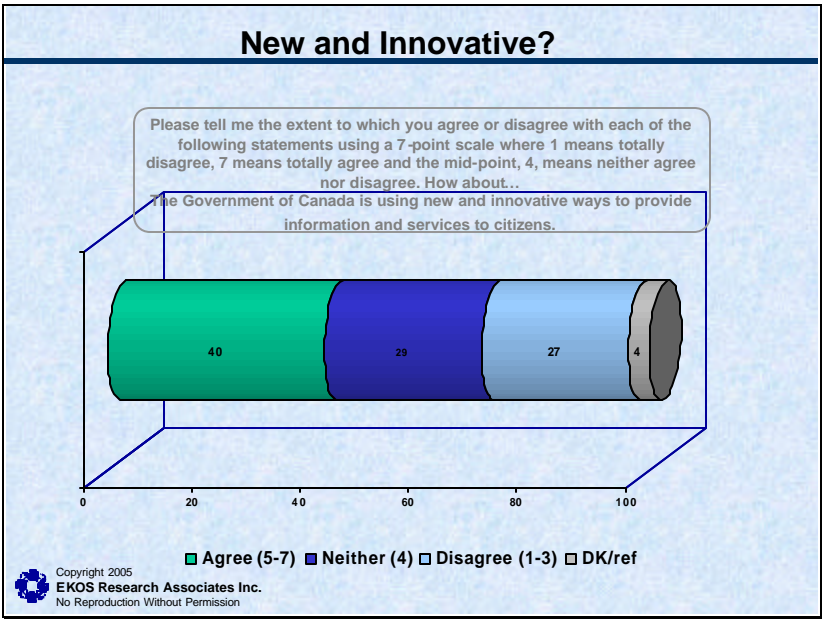 New and Innovative?
Please tell me the extent to which you agree or disagree with each of the
following statements using a 7-point scale where 1 means totally
disagree, 7 means totally agree and the mid-point, 4, means neither agree
nor disagree. How about...
The Government of Canada is using new and innovative ways to provide
information and services to citizens.
40 29 27 4
0 20 40 60 80 100
Agree (5-7) Neither (4) Disagree (1-3) DK/ref
Copyright 2005
EKOS Research Associates Inc.
No Reproduction Without Permission